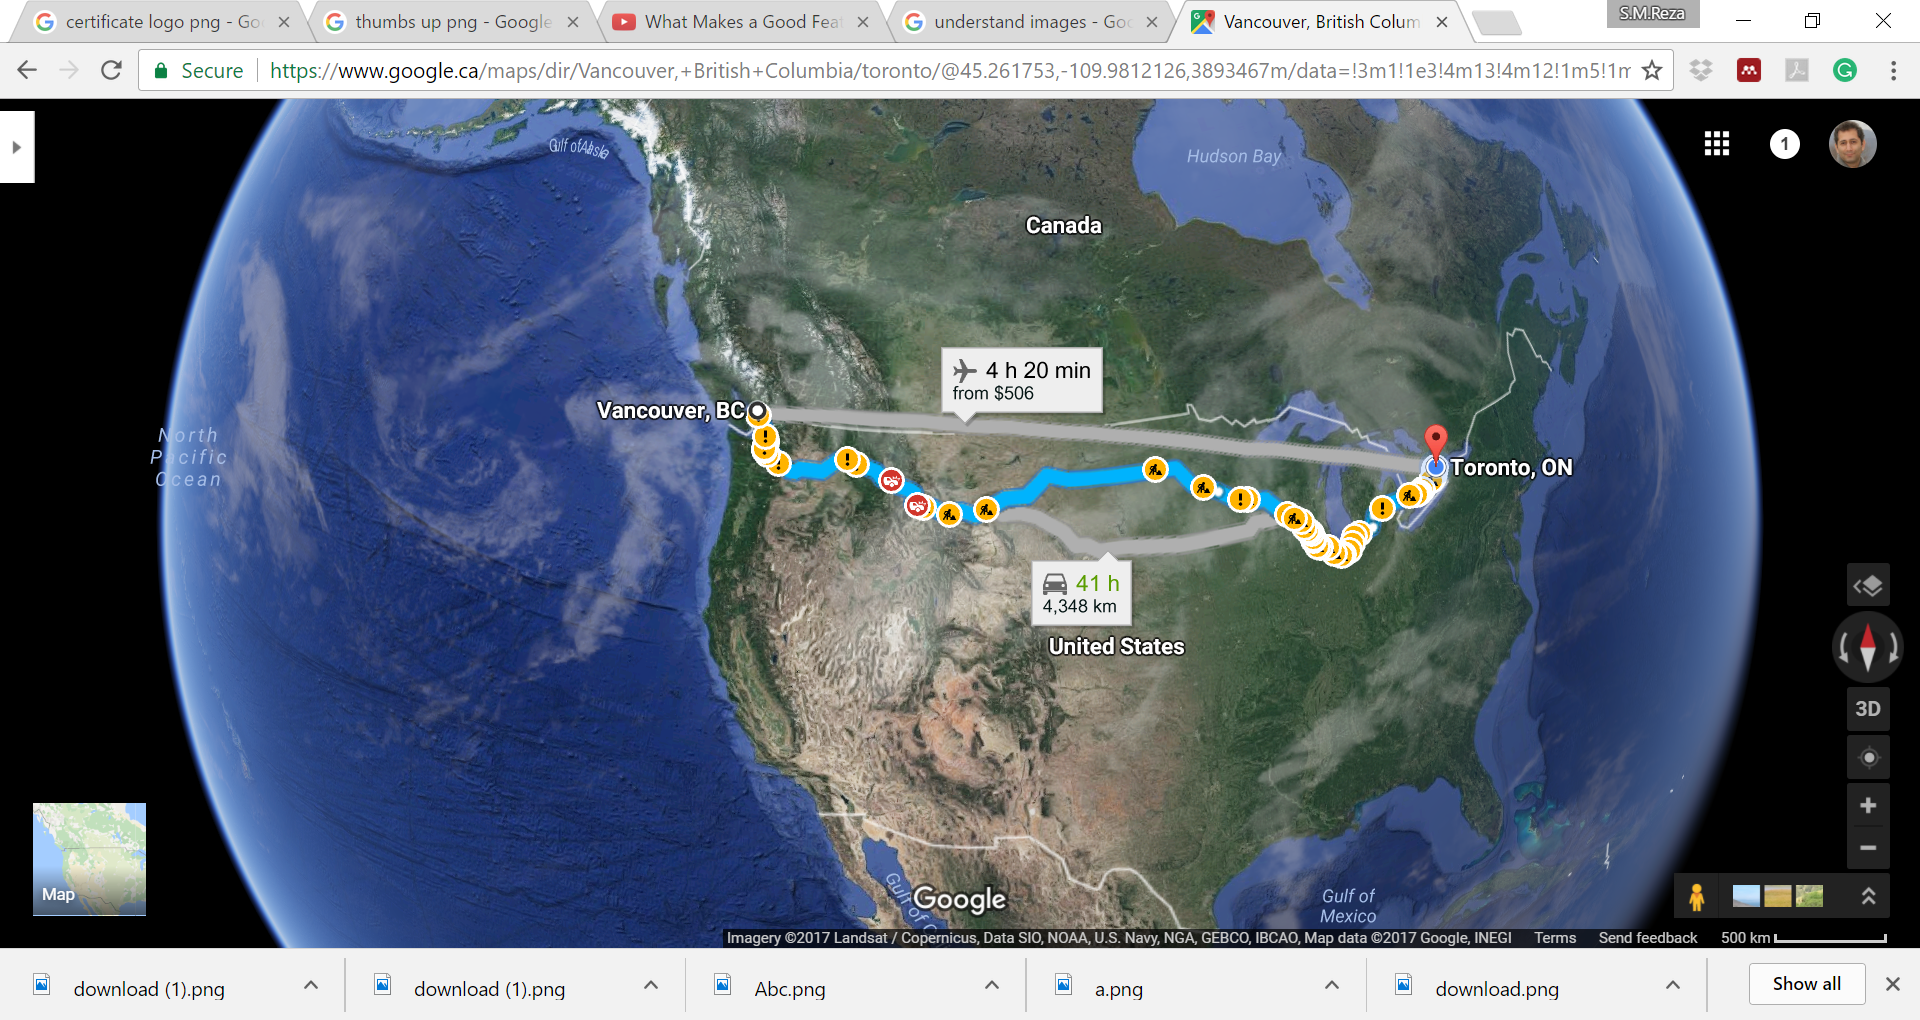 certificate logo png - Go
thumbs up png - Google
What Makes a Good Fea
understand images - Go
Vancouver, British Colum
S.M.Reza
Secure
https://www.google.ca/maps/dir/Vancouver,+British+Columbia/toronto/@45.261753,-109.9812126,3893467m/data=!3m1!1e3!4m13!4m12!1m5!1m
Gulf of Alaska
Hudson Bay
1
Canada
4 h 20 min
from $506
Vancouver, BC
Toronto, ON
North
Pacific
Ocean
41 h
4,348 km
United States
3D
Map
Gulf of C
Google
Gulf of
Mexico
Imagery ©2017 Landsat / Copernicus, Data SIO, NOAA, U.S. Navy, NGA, GEBCO, IBCAO, Map data ©2017 Google, INEGI
Terms
Send feedback
500 km
download (1).png
download (1).png
Abc.png
a.png
download.png
Show all